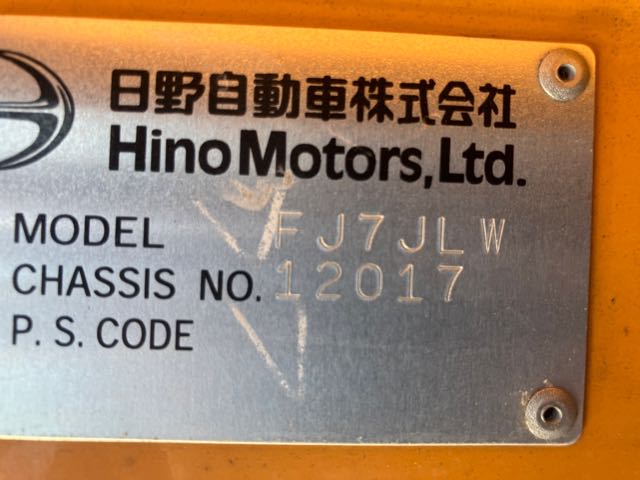 日野自動車株式会社
Hino Motors, Ltd.
MODEL FJ7JLW
CHASSIS NO. 12017
P. S. CODE